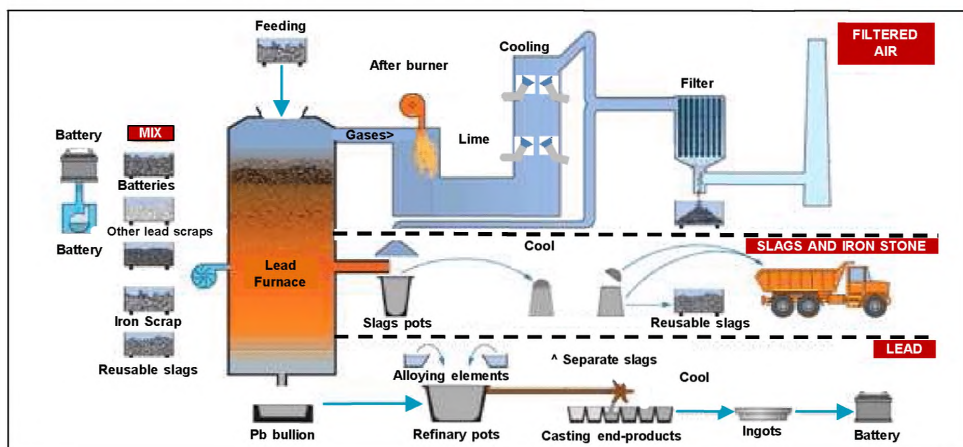 Feeding
Cooling
FILTERED
AIR
After burner
Filter
Battery
MIX
Gases>
Lime
Batteries
Other lead scraps
Battery
Cool
SLAGS AND IRON STONE
Lead
Furnace
Iron Scrap
Slags pots
Reusable slags
Reusable slags
LEAD
^ Separate slags
Alloying elements
Cool
Pb bullion
Refinary pots
Casting end-products
Ingots
Battery